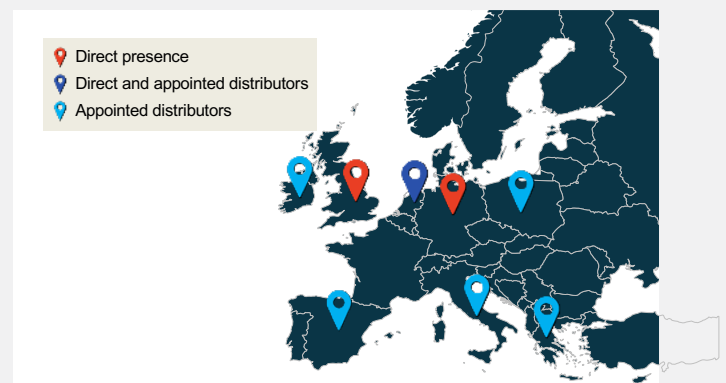 Direct presence
Direct and appointed distributors
Appointed distributors